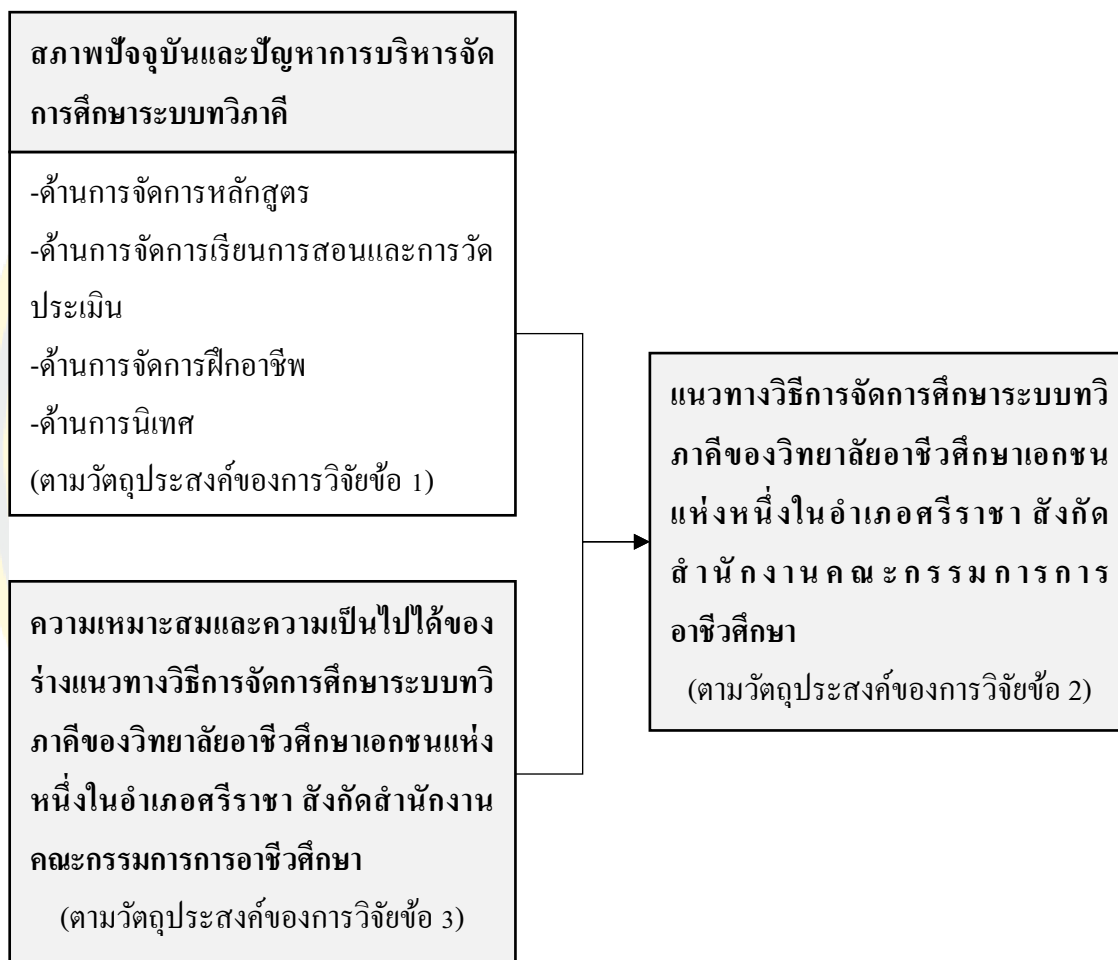 สภาพปัจจุบันและปัญหาการบริหารจัด
การศึกษาระบบทวิภาคี
-ด้านการจัดการหลักสูตร
-ด้านการจัดการเรียนการสอนและการวัด
ประเมิน
-ด้านการจัดการฝึกอาชีพ
-ด้านการนิเทศ
(ตามวัตถุประสงค์ของการวิจัยข้อ 1)
ความเหมาะสมและความเป็นไปได้ของ
ร่างแนวทางวิธีการจัดการศึกษาระบบทวิ
ภาคีของวิทยาลัยอาชีวศึกษาเอกชนแห่ง
หนึ่งในอำเภอศรีราชา สังกัดสำนักงาน
คณะกรรมการการอาชีวศึกษา
(ตามวัตถุประสงค์ของการวิจัยข้อ 3)
แนวทางวิธีการจัดการศึกษาระบบทวิ
ภาคีของวิทยาลัยอาชีวศึกษาเอกชน
แห่งหนึ่งในอำเภอศรีราชา สังกัด
สำนักงานคณะกรรมการการ
อาชีวศึกษา
(ตามวัตถุประสงค์ของการวิจัยข้อ 2)